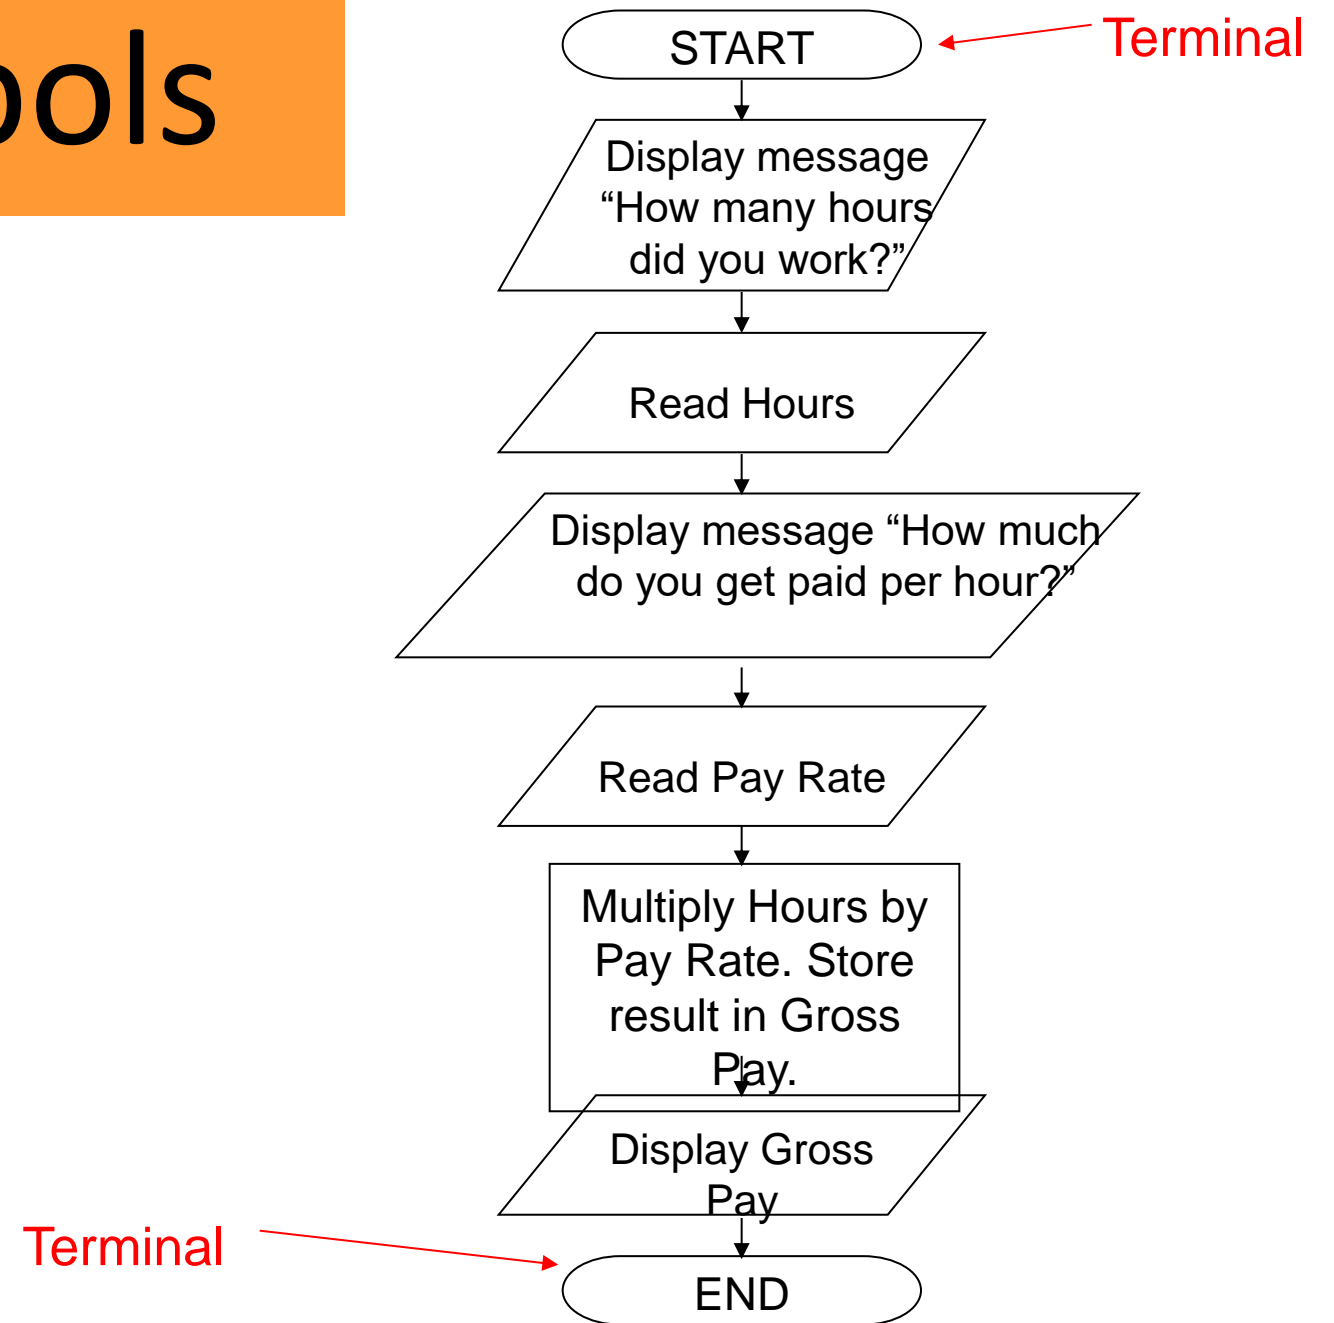 ools
START
Terminal
Display message
“How many hours
did you work?”
Read Hours
Display message “How much
do you get paid per hour?”
Read Pay Rate
Multiply Hours by
Pay Rate. Store
result in Gross
Pay.
Display Gross
Pay
Terminal
END